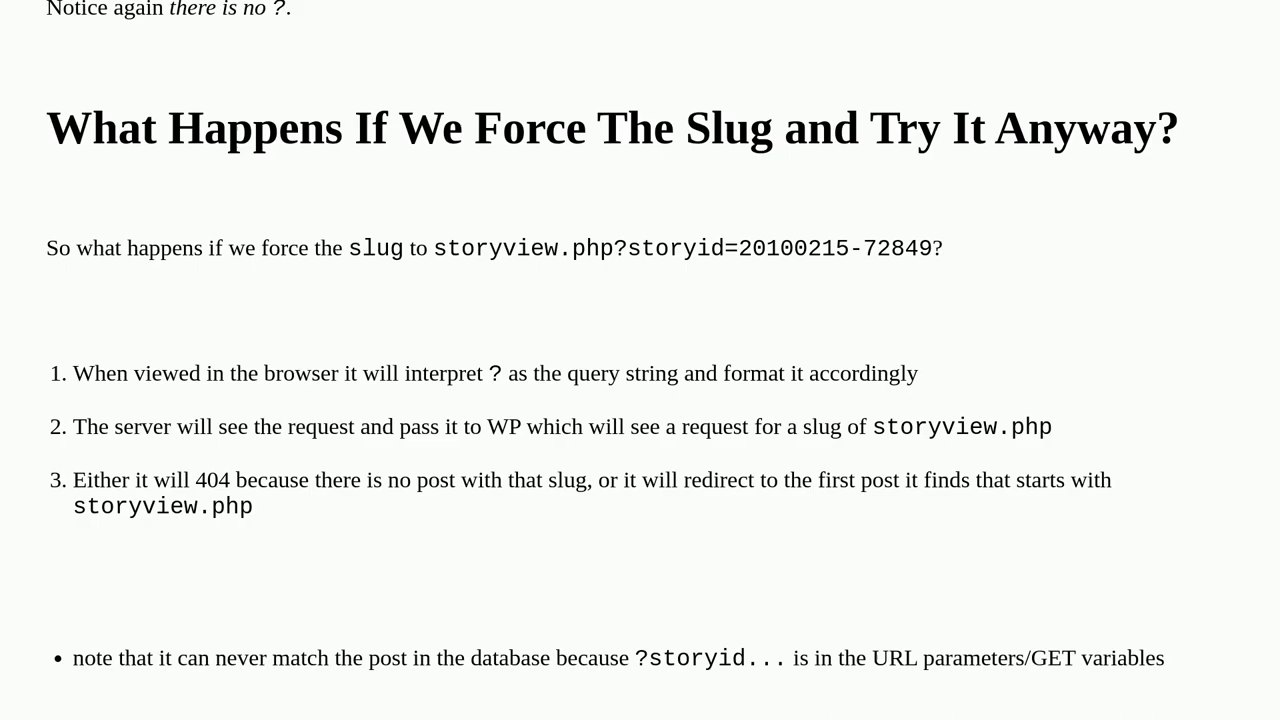 Notice again there is no ?.
What Happens If We Force The Slug and Try It Anyway?
So what happens if we force the slug to storyview.php?storyid=20100215-72849?
1. When viewed in the browser it will interpret ? as the query string and format it accordingly
2. The server will see the request and pass it to WP which will see a request for a slug of storyview.php
3. Either it will 404 because there is no post with that slug, or it will redirect to the first post it finds that starts with
storyview.php
• note that it can never match the post in the database because ?storyid... is in the URL parameters/GET variables